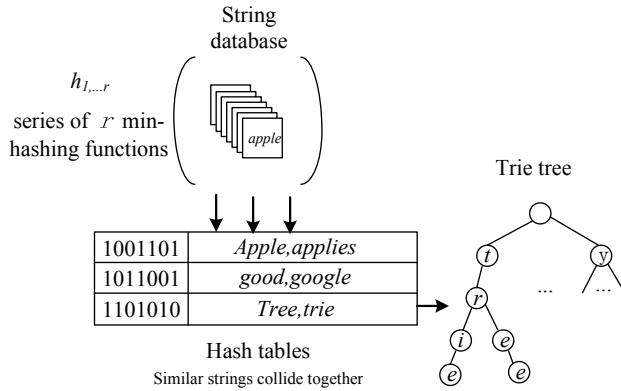 String
database
h1,...r
series of r min-
hashing functions
apple
Trie tree
1001101 Apple,applies
1011001 good,google
1101010 Tree,trie
t
y
... ...
r
i e
e e
Hash tables
Similar strings collide together